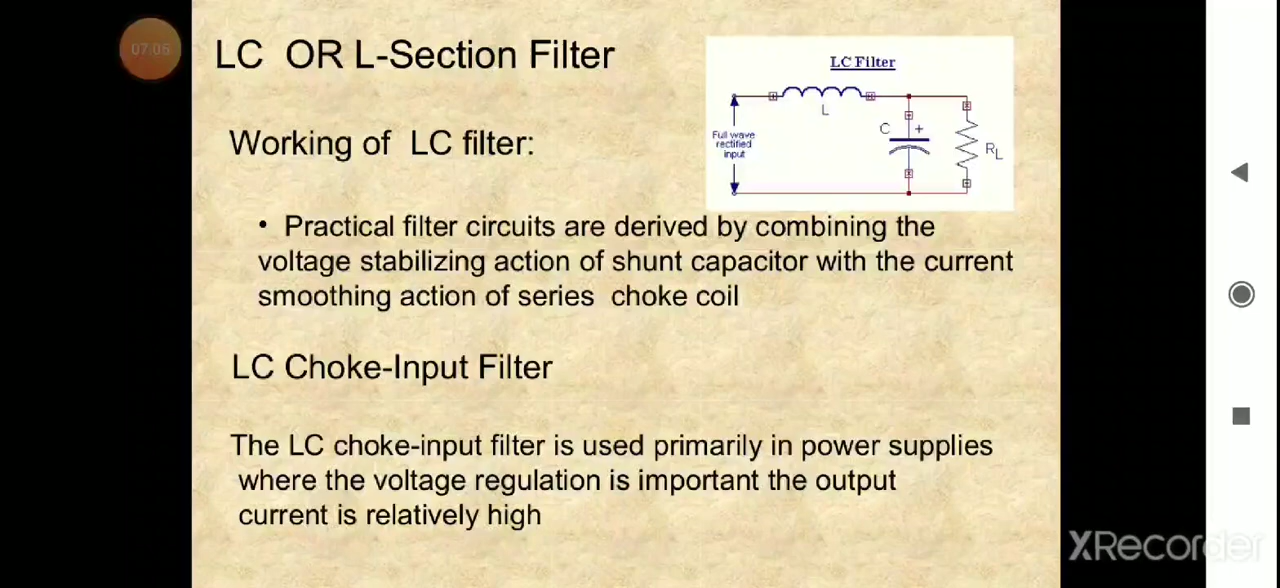 07:06
LC OR L-Section Filter
LC Filter
L
C
+
Full wave
rectified
input
RL
Working of LC filter:
• Practical filter circuits are derived by combining the
voltage stabilizing action of shunt capacitor with the current
smoothing action of series choke coil
LC Choke-Input Filter
The LC choke-input filter is used primarily in power supplies
where the voltage regulation is important the output
current is relatively high
XRecorder